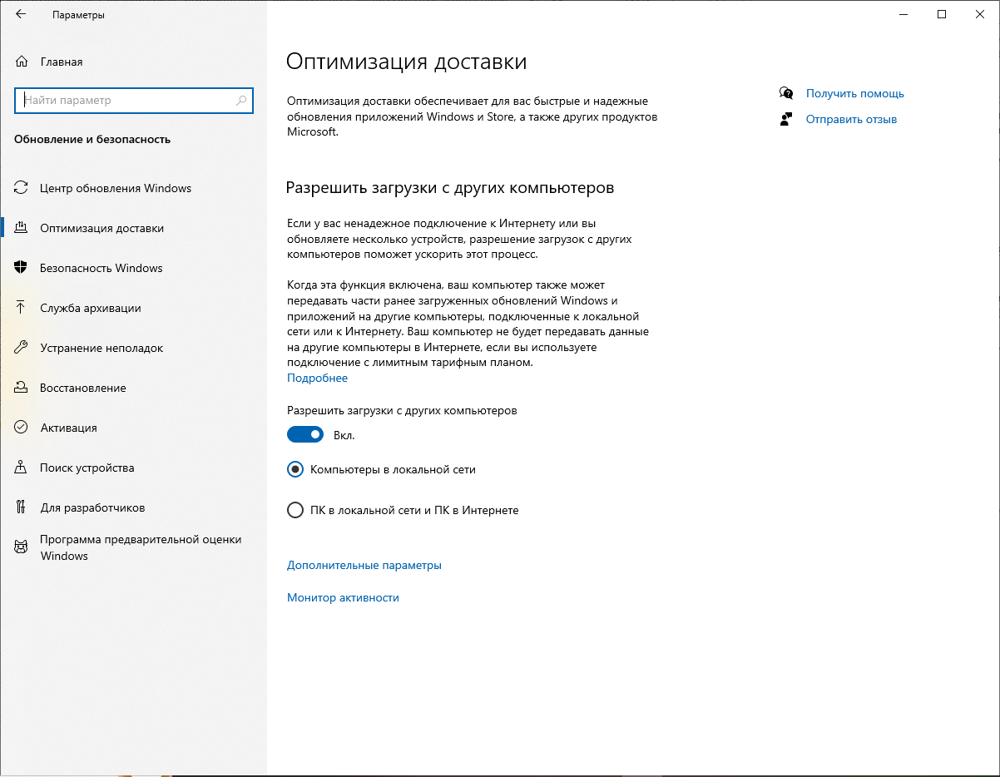 Параметры
Главная
Найти параметр
Обновление и безопасность
Центр обновления Windows
Оптимизация доставки
Безопасность Windows
Служба архивации
Устранение неполадок
Восстановление
Активация
Поиск устройства
Для разработчиков
Программа предварительной оценки
Windows
Оптимизация доставки
Оптимизация доставки обеспечивает для вас быстрые и надежные
обновления приложений Windows и Store, а также других продуктов
Microsoft.
Разрешить загрузки с других компьютеров
Если у вас ненадежное подключение к Интернету или вы
обновляете несколько устройств, разрешение загрузок с других
компьютеров поможет ускорить этот процесс.
Когда эта функция включена, ваш компьютер также может
передавать части ранее загруженных обновлений Windows и
приложений на другие компьютеры, подключенные к локальной
сети или к Интернету. Ваш компьютер не будет передавать данные
на другие компьютеры в Интернете, если вы используете
подключение с лимитным тарифным планом.
Подробнее
Разрешить загрузки с других компьютеров
Вкл.
Компьютеры в локальной сети
ПК в локальной сети и ПК в Интернете
Дополнительные параметры
Монитор активности
Получить помощь
Отправить отзыв